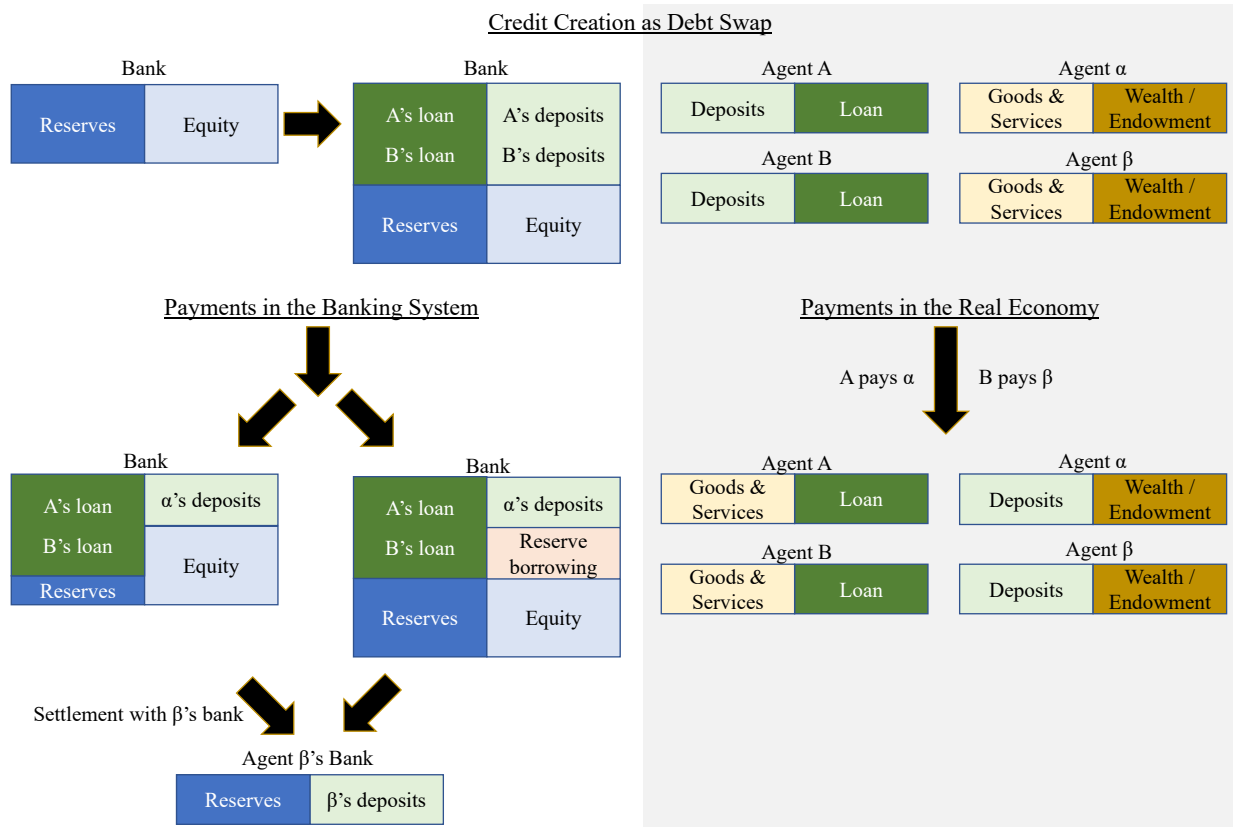 Credit Creation as Debt Swap
Bank
Reserves
Equity
Bank
A's loan
A's deposits
B's loan
B's deposits
Reserves
Equity
Agent A
Deposits
Loan
Agent α
Goods &
Services
Wealth /
Endowment
Agent B
Deposits
Loan
Agent β
Goods &
Services
Wealth /
Endowment
Payments in the Banking System
Payments in the Real Economy
A pays α
B pays β
Bank
A's loan
B's loan
α's deposits
Reserves
Equity
Bank
A's loan
B's loan
α's deposits
Reserve
borrowing
Reserves
Equity
Agent A
Goods &
Services
Loan
Agent α
Deposits
Wealth /
Endowment
Agent B
Goods &
Services
Loan
Agent β
Deposits
Wealth /
Endowment
Settlement with β's bank
Agent β's Bank
Reserves
β's deposits